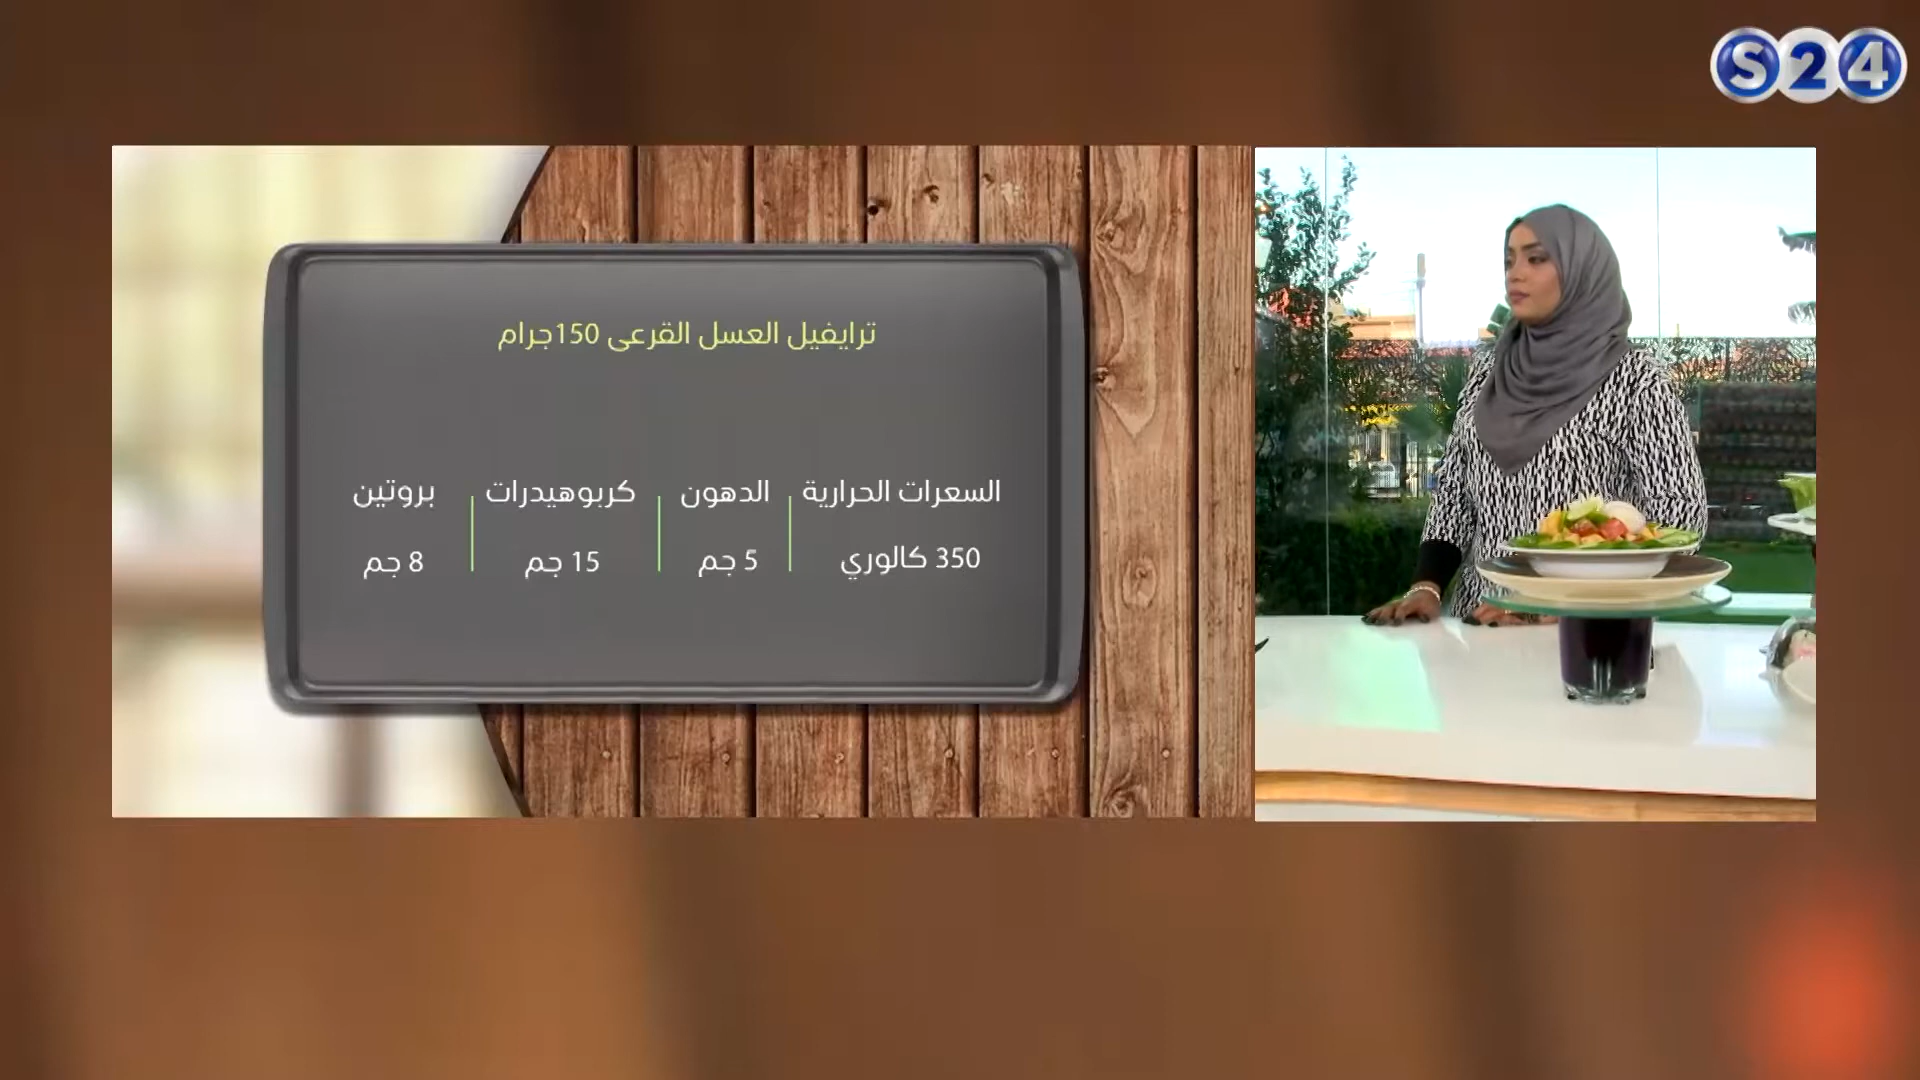 S24
ترايفيل العسل القرعى 150جرام
السعرات الحرارية
الدهون
كربوهيدرات
بروتين
350 كالوري
5 جم
15 جم
8 جم